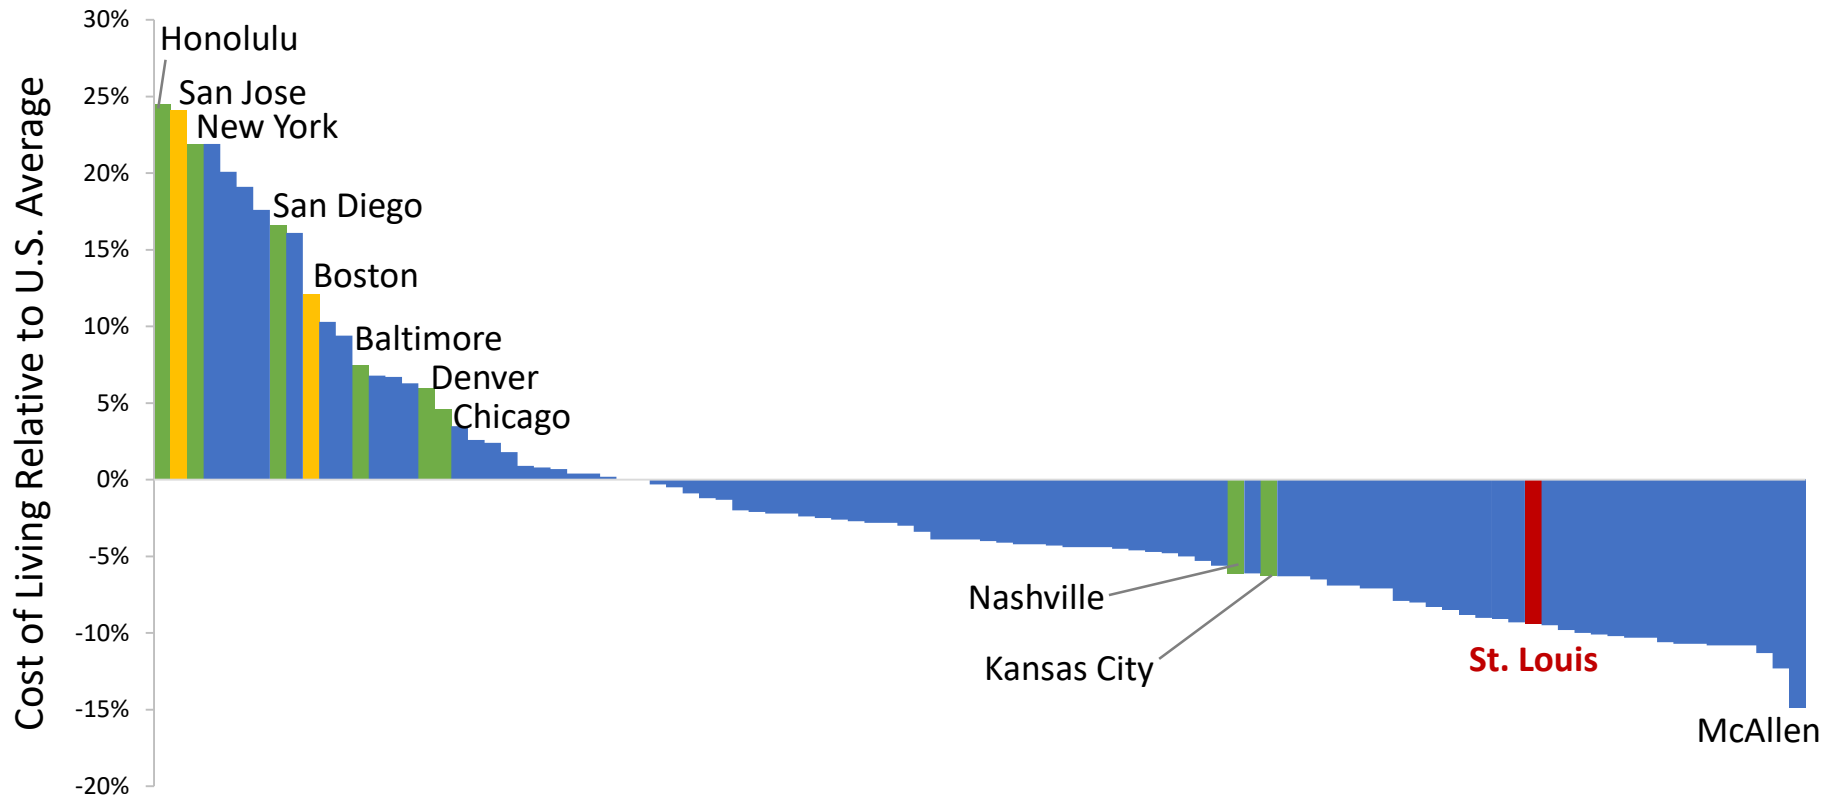 Cost of Living Relative to U.S. Average
30%
25%
20%
15%
10%
5%
0%
-5%
-10%
-15%
-20%
Honolulu
San Jose
New York
San Diego
Boston
Baltimore
Denver
Chicago
Nashville
Kansas City
St. Louis
McAllen